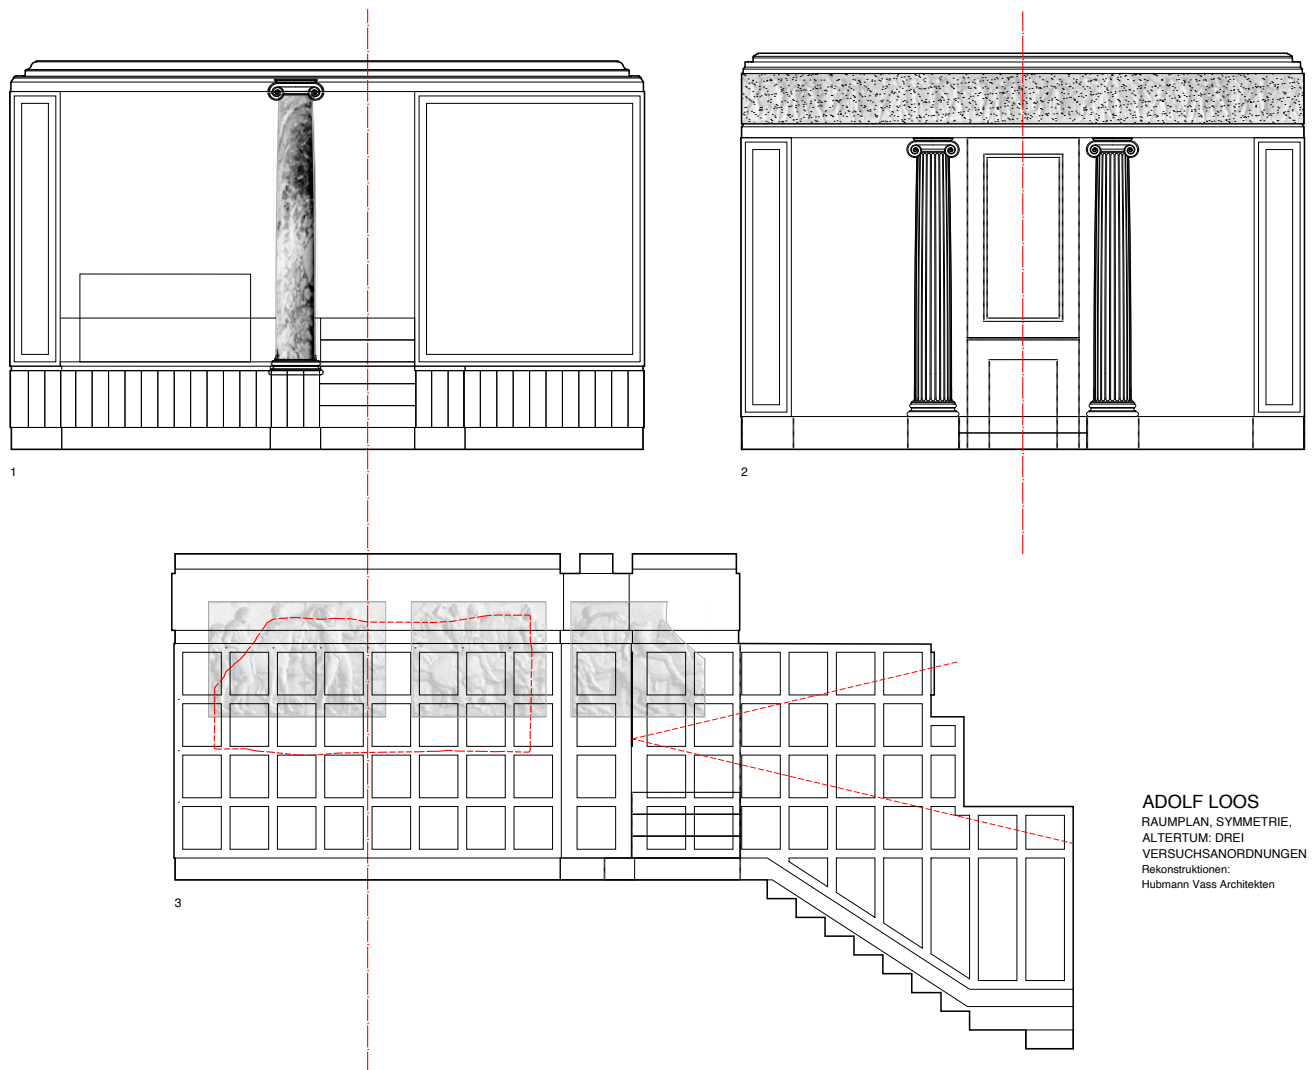 1
2
3
ADOLF LOOS
RAUMPLAN, SYMMETRIE,
ALTERTUM: DREI
VERSUCHSANORDNUNGEN
Rekonstruktionen:
Hubmann Vass Architekten